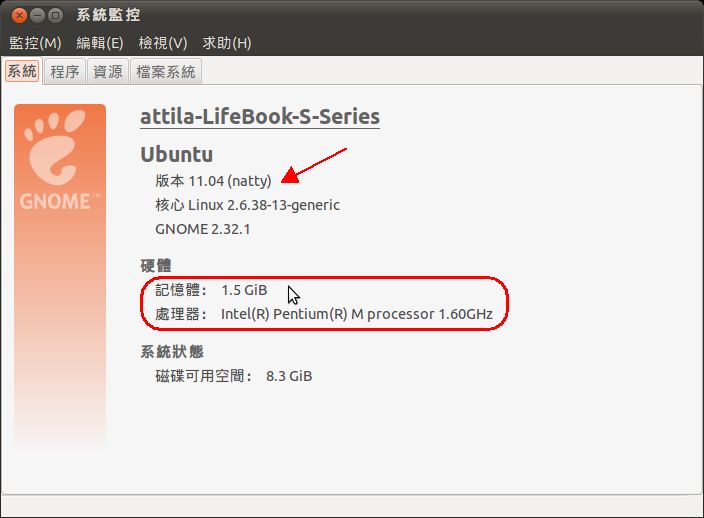 系統監控
監控(M) 編輯(E) 檢視(V) 求助(H)
系統 程序 資源 檔案系統
attila-LifeBook-S-Series
Ubuntu
版本 11.04 (natty)
核心 Linux 2.6.38-13-generic
GNOME 2.32.1
硬體
記憶體： 1.5 GiB
處理器： Intel(R) Pentium(R) M processor 1.60GHz
系統狀態
磁碟可用空間： 8.3 GiB
GNOME™